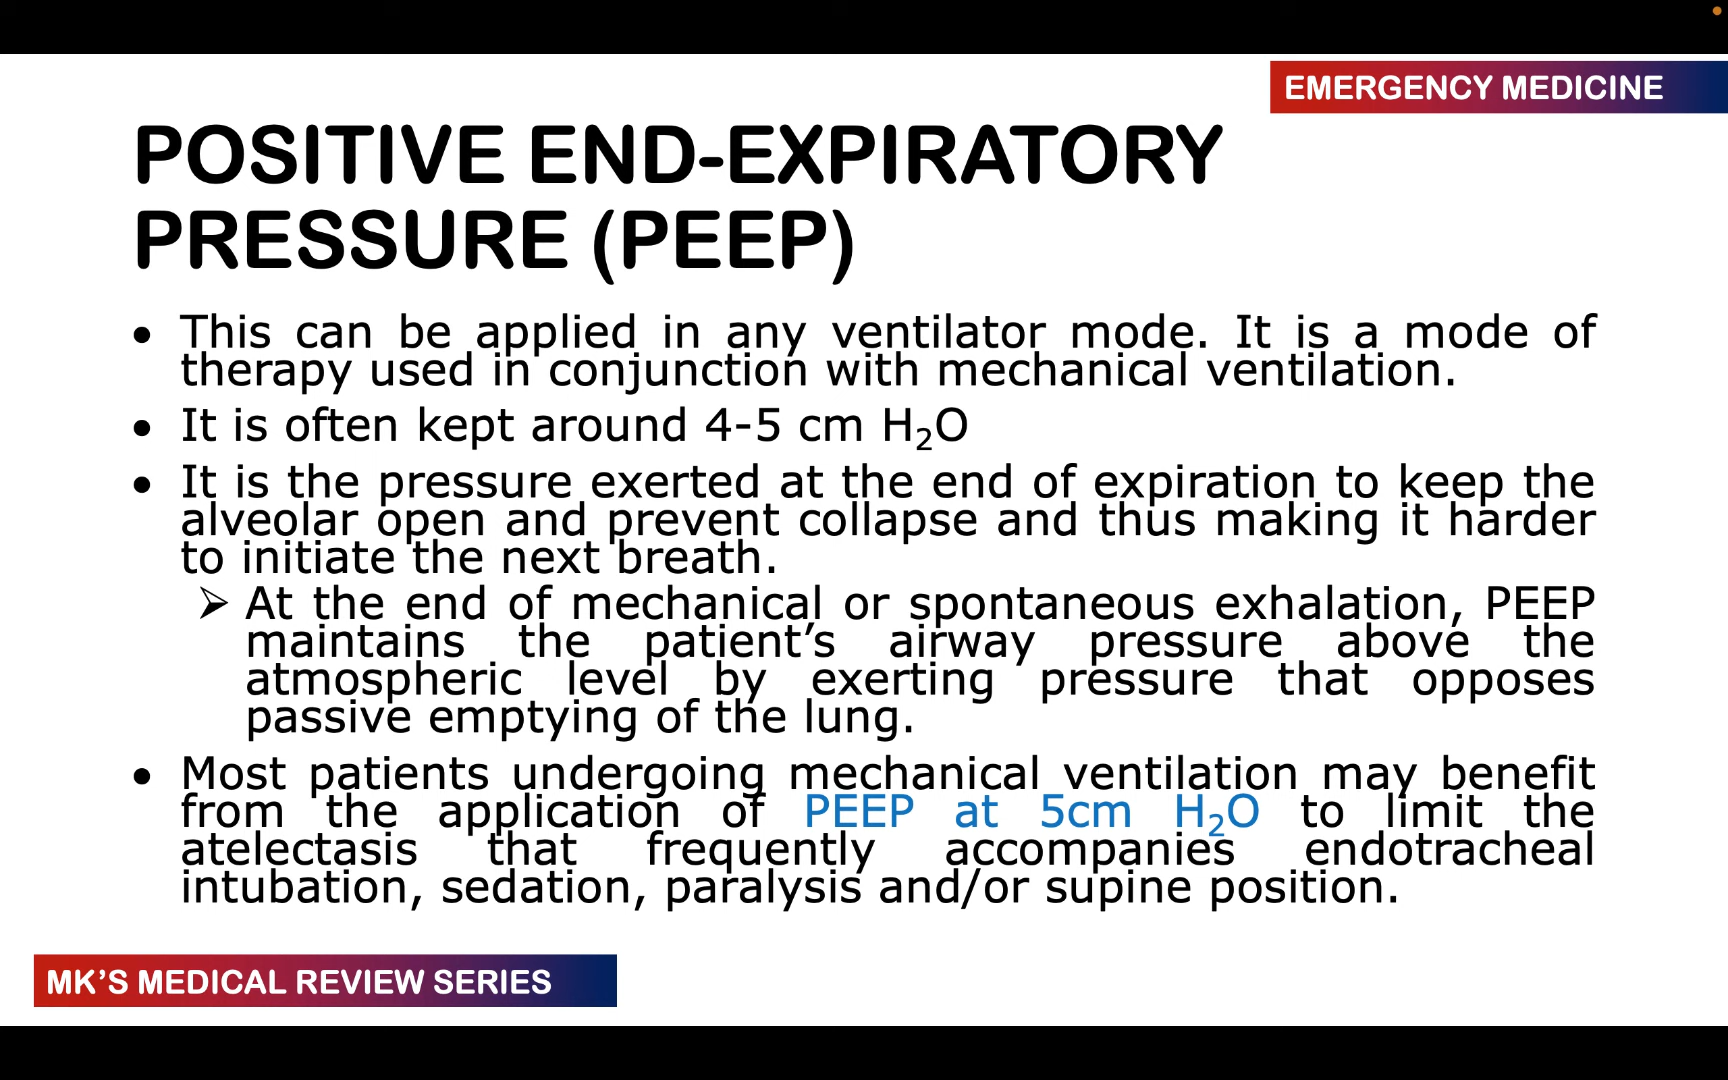 EMERGENCY MEDICINE
POSITIVE END-EXPIRATORY
PRESSURE (PEEP)
• This can be applied in any ventilator mode. It is a mode of
therapy used in conjunction with mechanical ventilation.
• It is often kept around 4-5 cm H₂O
• It is the pressure exerted at the end of expiration to keep the
alveolar open and prevent collapse and thus making it harder
to initiate the next breath.
➢ At the end of mechanical or spontaneous exhalation, PEEP
maintains the patient’s airway pressure above the
atmospheric level by exerting pressure that opposes
passive emptying of the lung.
• Most patients undergoing mechanical ventilation may benefit
from the application of PEEP at 5cm H₂O to limit the
atelectasis that frequently accompanies endotracheal
intubation, sedation, paralysis and/or supine position.
MK’S MEDICAL REVIEW SERIES